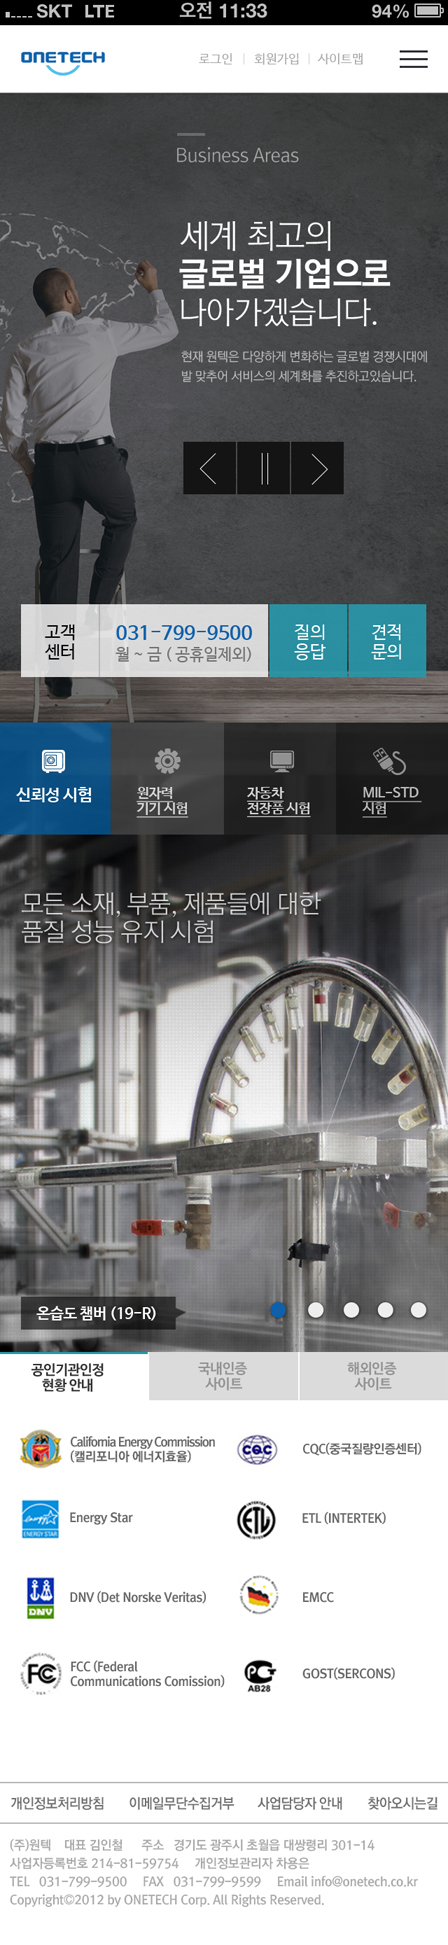 SKT LTE 오전 11:33 94%
ONETECH 로그인 회원가입 사이트맵
Business Areas
세계 최고의
글로벌 기업으로
나아가겠습니다.
현재 원텍은 다양하게 변화하는 글로벌 경쟁시대에
발 맞추어 서비스의 세계화를 추진하고있습니다.
고객
센터
031-799-9500
월 ~ 금 ( 공휴일제외)
질의
응답
견적
문의
신뢰성 시험
원자력
기기 시험
자동차
전장품 시험
MIL-STD
시험
모든 소재, 부품, 제품들에 대한
품질 성능 유지 시험
온습도 챔버 (19-R)
공인기관인정
현황 안내
국내인증
사이트
해외인증
사이트
California Energy Commission
(캘리포니아 에너지효율)
CQC
CQC(중국질량인증센터)
energy
ENERGY STAR
Energy Star
INTERTEK
ETL
ETL (INTERTEK)
DNV
DNV (Det Norske Veritas)
EMCC
FC
FCC (Federal
Communications Comission)
AB28
GOST(SERCONS)
개인정보처리방침 이메일무단수집거부 사업담당자 안내 찾아오시는길
(주)원텍 대표 김인철 주소 경기도 광주시 초월읍 대쌍령리 301-14
사업자등록번호 214-81-59754 개인정보관리자 차용은
TEL 031-799-9500 FAX 031-799-9599 Email info@onetech.co.kr
Copyright©2012 by ONETECH Corp. All Rights Reserved.